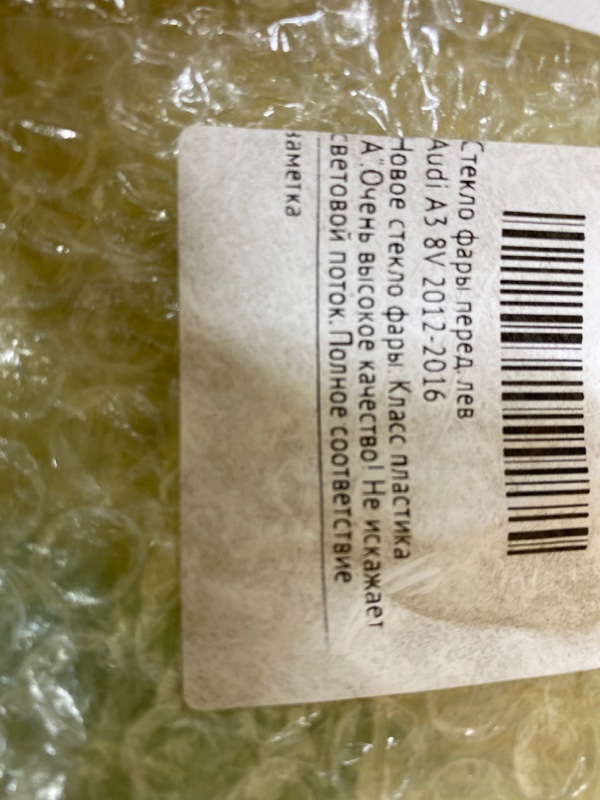 Стекло фары перед.лев
Audi A3 8V 2012-2016
Новое стекло фары. Класс пластика
А".Очень высокое качество! Не искажает
световой поток. Полное соответствие
заметка